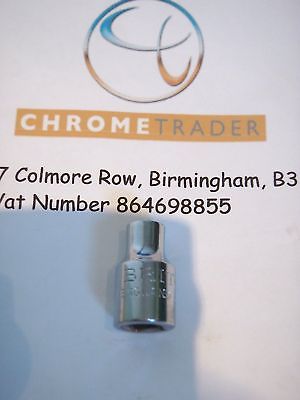 CHROMETRADER
7 Colmore Row, Birmingham, B3
Vat Number 864698855